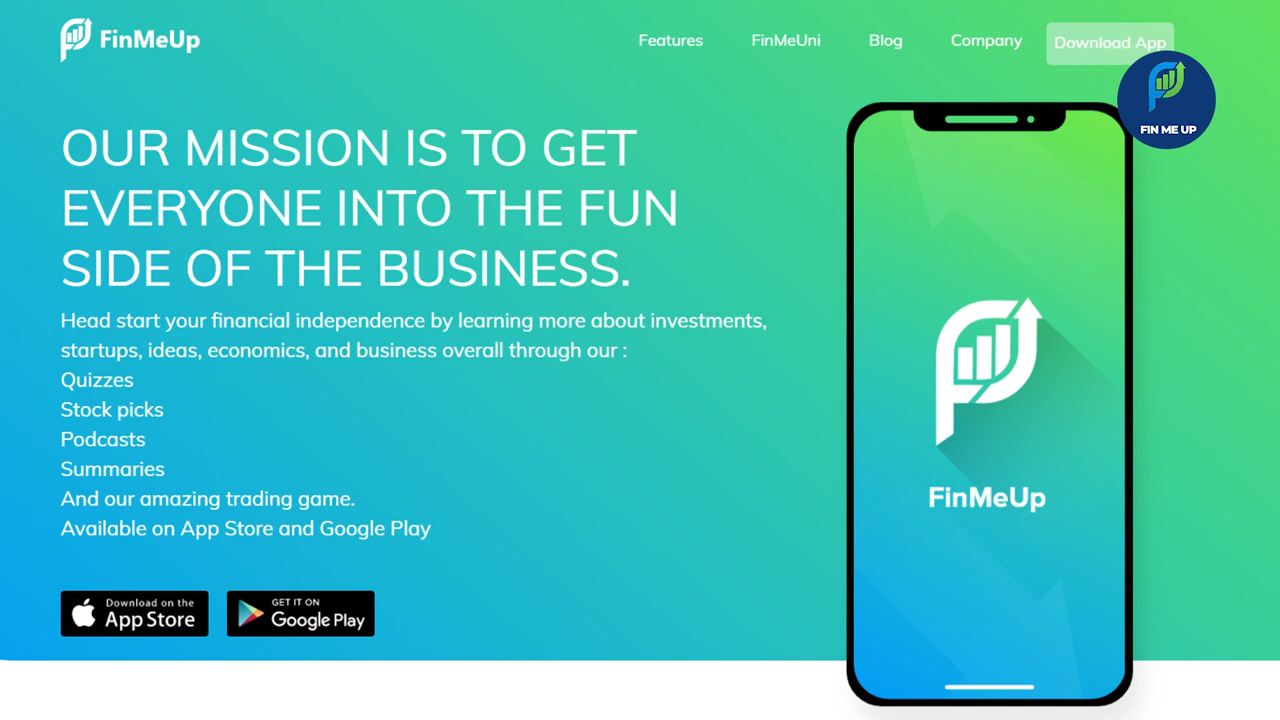 FinMeUp
Features
FinMeUni
Blog
Company
Download App
FIN ME UP
OUR MISSION IS TO GET
EVERYONE INTO THE FUN
SIDE OF THE BUSINESS.
Head start your financial independence by learning more about investments,
startups, ideas, economics, and business overall through our :
Quizzes
Stock picks
Podcasts
Summaries
And our amazing trading game.
Available on App Store and Google Play
Download on the
App Store
GET IT ON
Google Play
FinMeUp